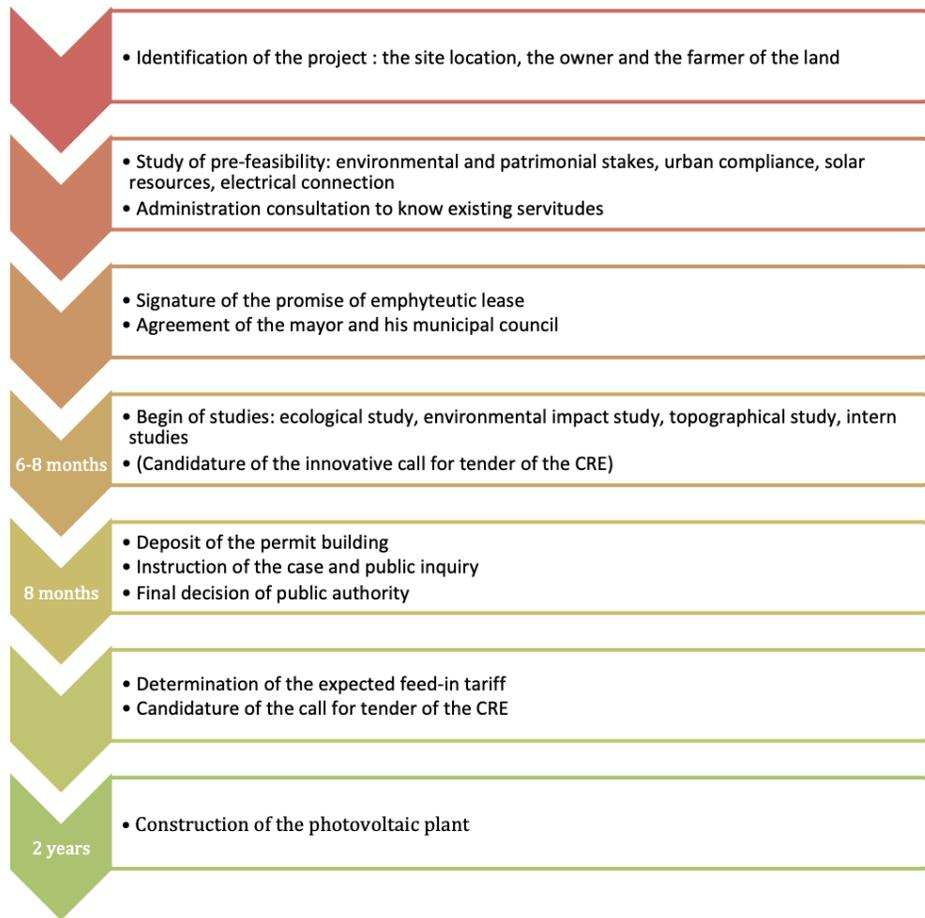 • Identification of the project : the site location, the owner and the farmer of the land
• Study of pre-feasibility: environmental and patrimonial stakes, urban compliance, solar
resources, electrical connection
• Administration consultation to know existing servitudes
• Signature of the promise of emphyteutic lease
• Agreement of the mayor and his municipal council
6-8 months
• Begin of studies: ecological study, environmental impact study, topographical study, intern
studies
• (Candidature of the innovative call for tender of the CRE)
8 months
• Deposit of the permit building
• Instruction of the case and public inquiry
• Final decision of public authority
• Determination of the expected feed-in tariff
• Candidature of the call for tender of the CRE
2 years
• Construction of the photovoltaic plant